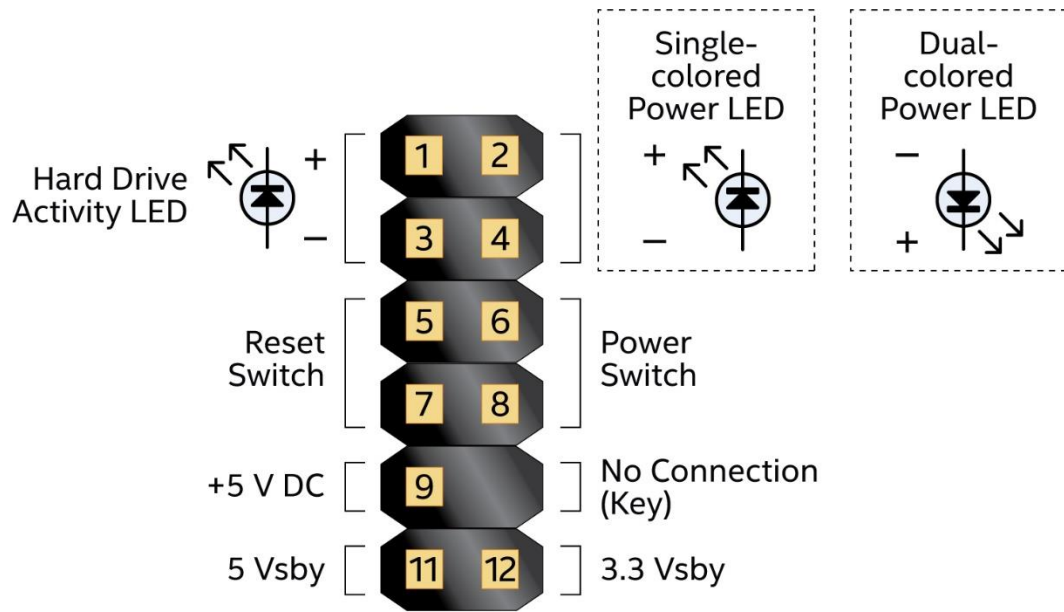 Single-
colored
Power LED
Dual-
colored
Power LED
Hard Drive
Activity LED
+
−
1 2
3 4
+
−
−
+
Reset
Switch
5 6
7 8
Power
Switch
+5 V DC
9
No Connection
(Key)
5 Vsby
11 12
3.3 Vsby